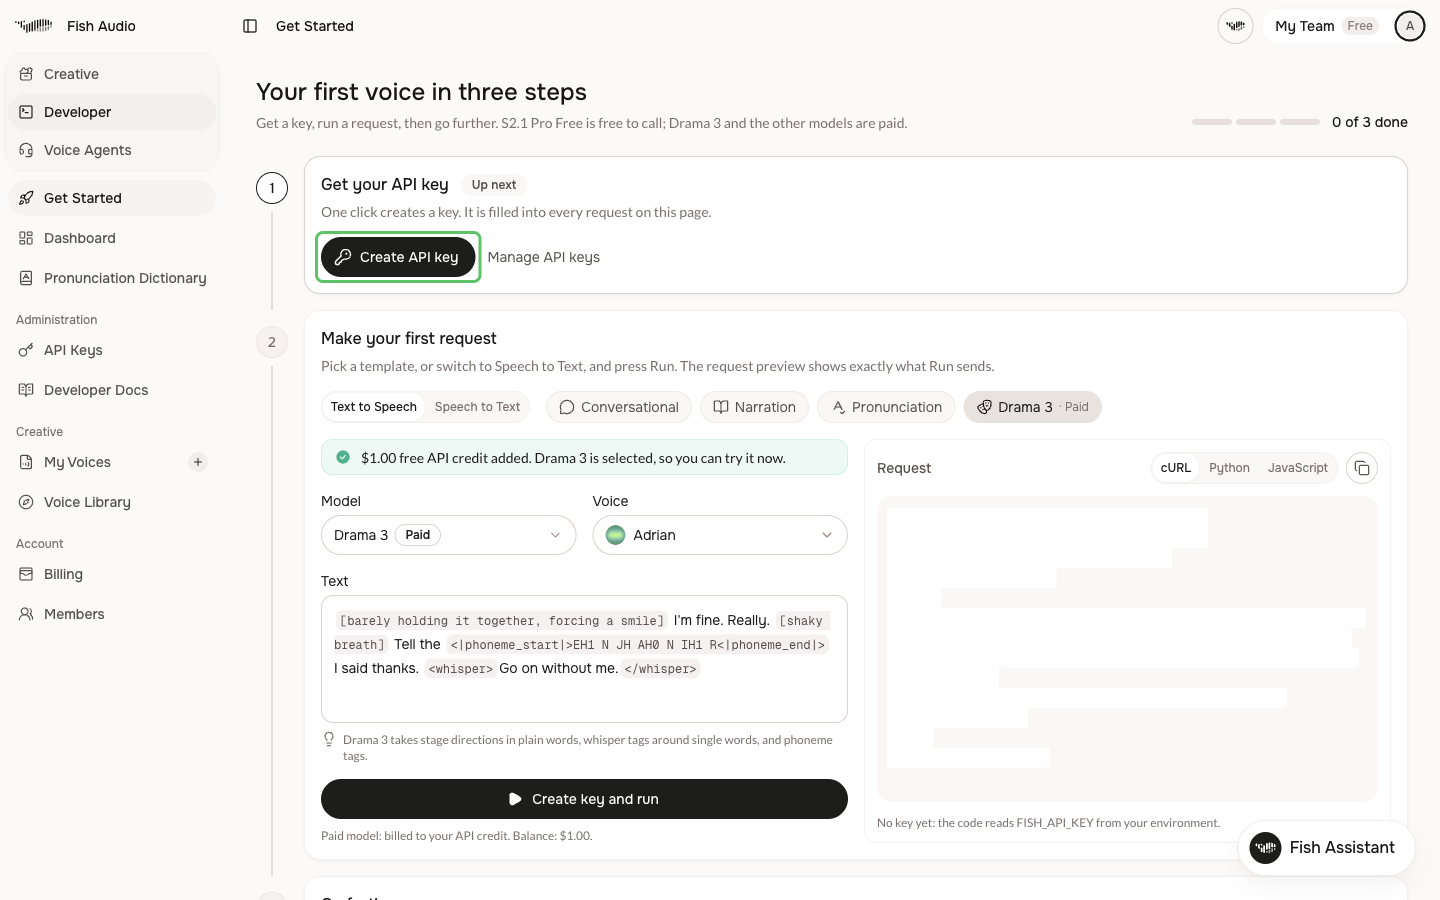 Fish Audio
Get Started
My Team Free
A
Creative
Developer
Voice Agents
Get Started
Dashboard
Pronunciation Dictionary
Administration
API Keys
Developer Docs
Creative
My Voices
Voice Library
Account
Billing
Members
Your first voice in three steps
Get a key, run a request, then go further. S2.1 Pro Free is free to call; Drama 3 and the other models are paid.
0 of 3 done
1
Get your API key Up next
One click creates a key. It is filled into every request on this page.
Create API key Manage API keys
2
Make your first request
Pick a template, or switch to Speech to Text, and press Run. The request preview shows exactly what Run sends.
Text to Speech Speech to Text Conversational Narration Pronunciation Drama 3 · Paid
$1.00 free API credit added. Drama 3 is selected, so you can try it now.
Model Voice
Drama 3 Paid Adrian
Text
[barely holding it together, forcing a smile] I'm fine. Really. [shaky
breath] Tell the <|phoneme_start|>EH1 N JH AH0 N IH1 R<|phoneme_end|>
I said thanks. <whisper> Go on without me. </whisper>
Drama 3 takes stage directions in plain words, whisper tags around single words, and phoneme
tags.
Create key and run
Paid model: billed to your API credit. Balance: $1.00.
Request cURL Python JavaScript
No key yet: the code reads FISH_API_KEY from your environment.
Fish Assistant